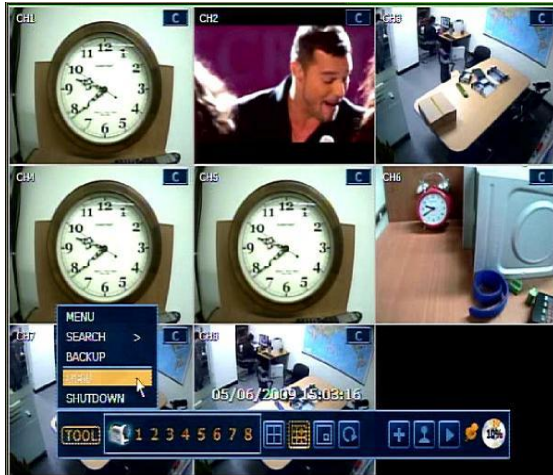 CH1 C CH2 C CH3 C
CH4 C CH5 C CH6 C
CH7 C CH8 C
MENU
SEARCH >
BACKUP
SHUTDOWN
05/06/2009 15:03:16
TOOL 1 2 3 4 5 6 7 8
10%